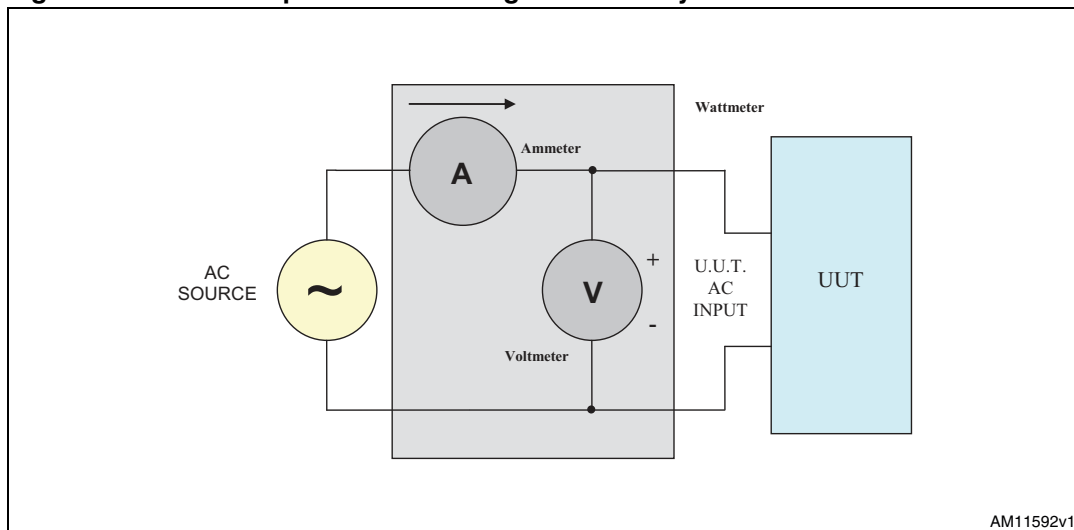 Wattmeter
Ammeter
A
AC
SOURCE
~
V
+
-
U.U.T.
AC
INPUT
UUT
Voltmeter
AM11592v1